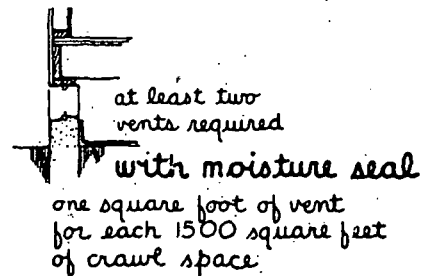 at least two
vents required
with moisture seal
one square foot of vent
for each 1500 square feet
of crawl space